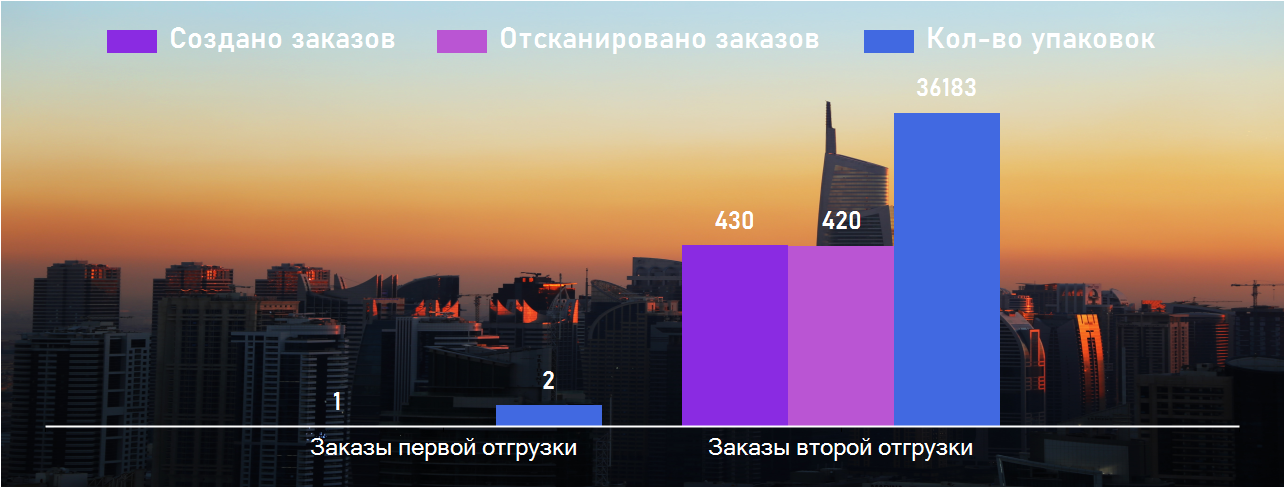 Создано заказов Отсканировано заказов Кол-во упаковок
36183
430 420
2
1
Заказы первой отгрузки Заказы второй отгрузки